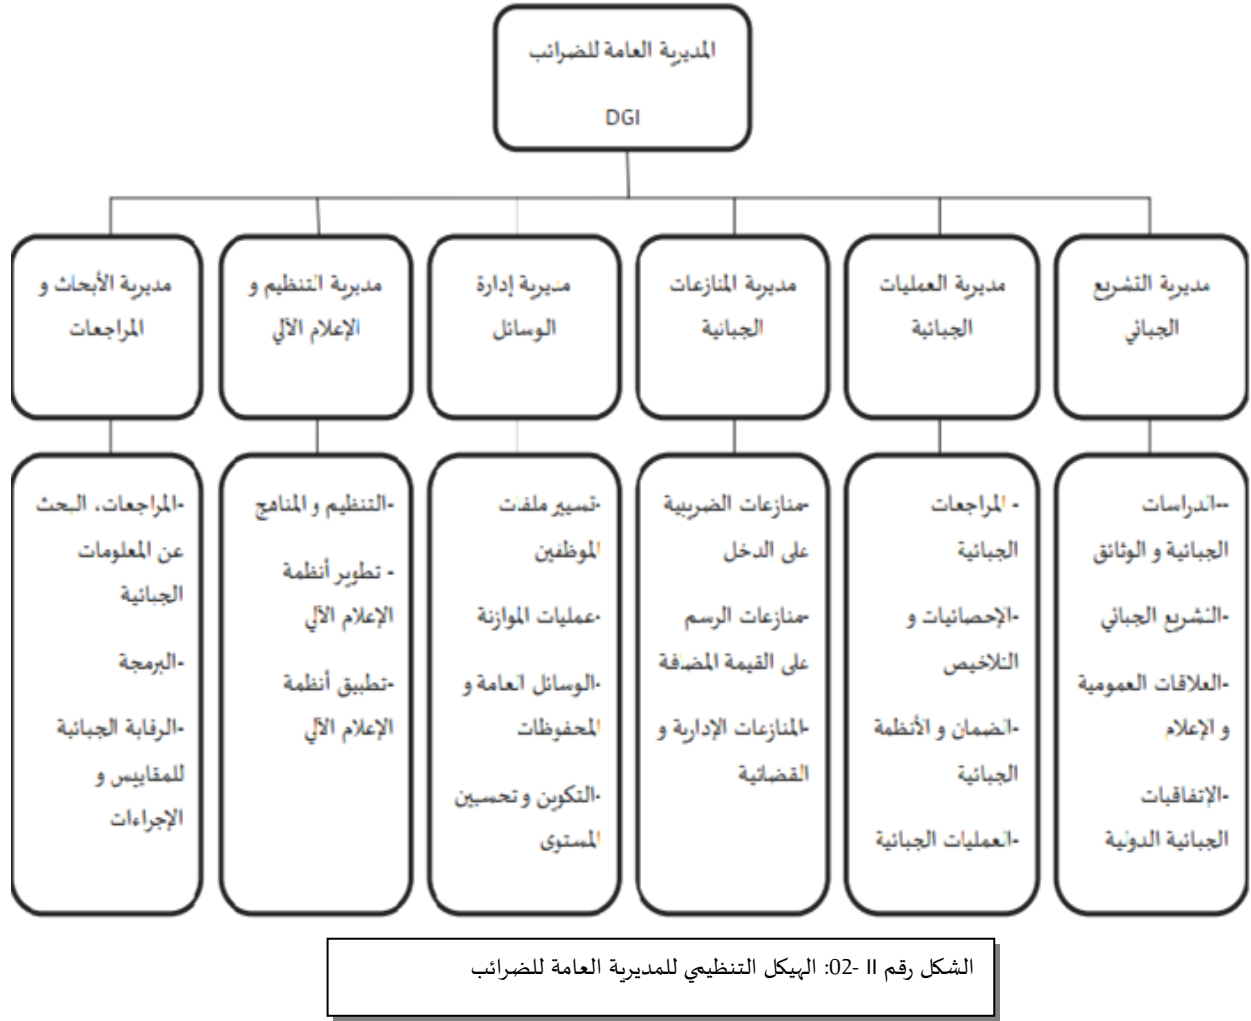 المديرية العامة للضرائب
DGI
مديرية التشريع
الجبائي
مديرية العمليات
الجبائية
مديرية المنازعات
الجبائية
مديرية إدارة
الوسائل
مديرية التنظيم و
الإعلام الآلي
مديرية الأبحاث و
المراجعات
--الدراسات
الجبائية و الوثائق
-التشريع الجبائي
-العلاقات العمومية
و الإعلام
-الإتفاقيات
الجبائية الدولية
- المراجعات
الجبائية
-الإحصائيات و
التلاخيص
-الضمان و الأنظمة
الجبائية
-العمليات الجبائية
-منازعات الضريبية
على الدخل
-منازعات الرسم
على القيمة المضافة
-المنازعات الإدارية و
القضائية
-تسيير ملفات
الموظفين
-عمليات الموازنة
-الوسائل العامة و
المحفوظات
-التكوين و تحسين
المستوى
-التنظيم و المناهج
- تطوير أنظمة
الإعلام الآلي
-تطبيق أنظمة
الإعلام الآلي
-المراجعات، البحث
عن المعلومات
الجبائية
-البرمجة
-الرقابة الجبائية
للمقاييس و
الإجراءات
الشكل رقم II -02: الهيكل التنظيمي للمديرية العامة للضرائب